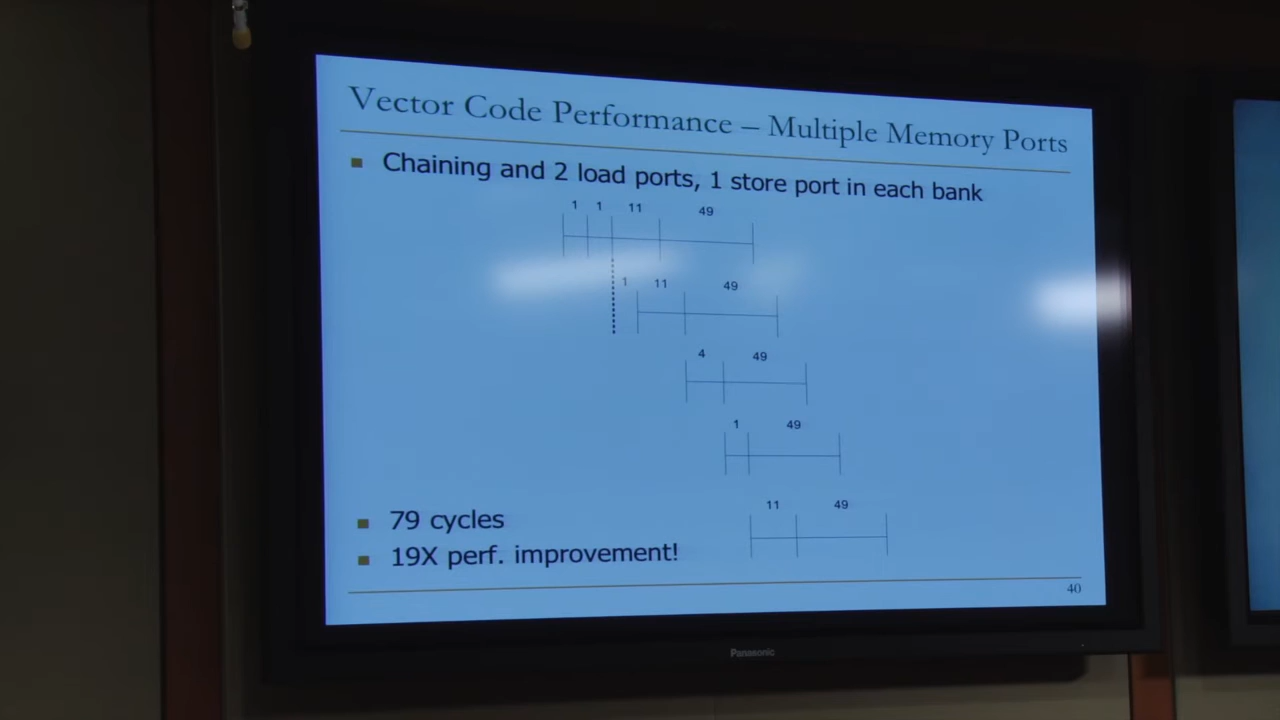 Vector Code Performance – Multiple Memory Ports
Chaining and 2 load ports, 1 store port in each bank
1 1 11 49
1 11 49
4 49
1 49
11 49
79 cycles
19X perf. improvement!
40
Panasonic